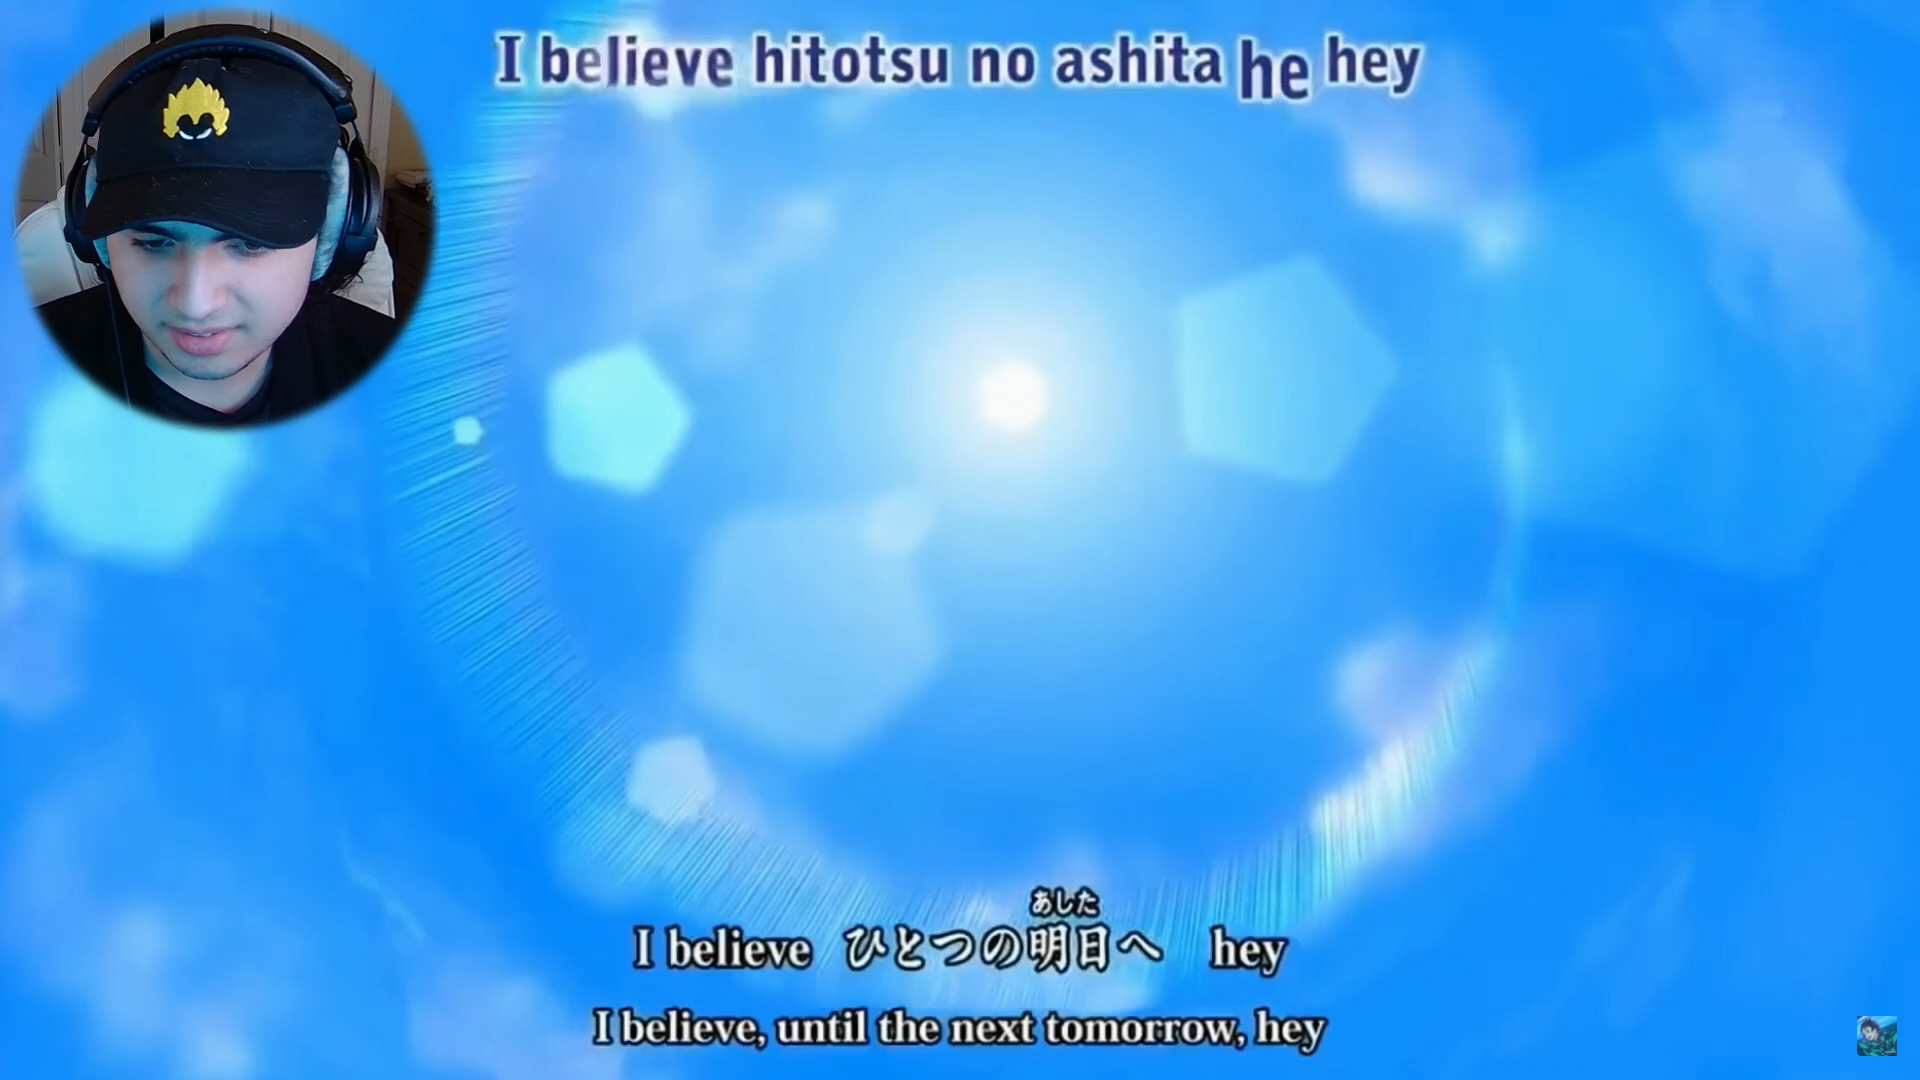 I believe hitotsu no ashita he hey
あした
I believe ひとつの明日へ hey
I believe, until the next tomorrow, hey